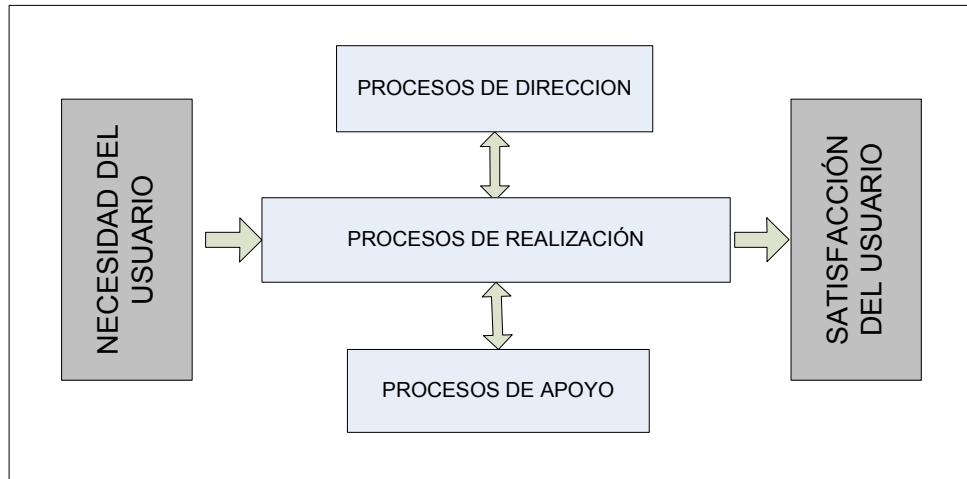 NECESIDAD DEL
USUARIO
PROCESOS DE DIRECCION
PROCESOS DE REALIZACIÓN
PROCESOS DE APOYO
SATISFACCIÓN
DEL USUARIO